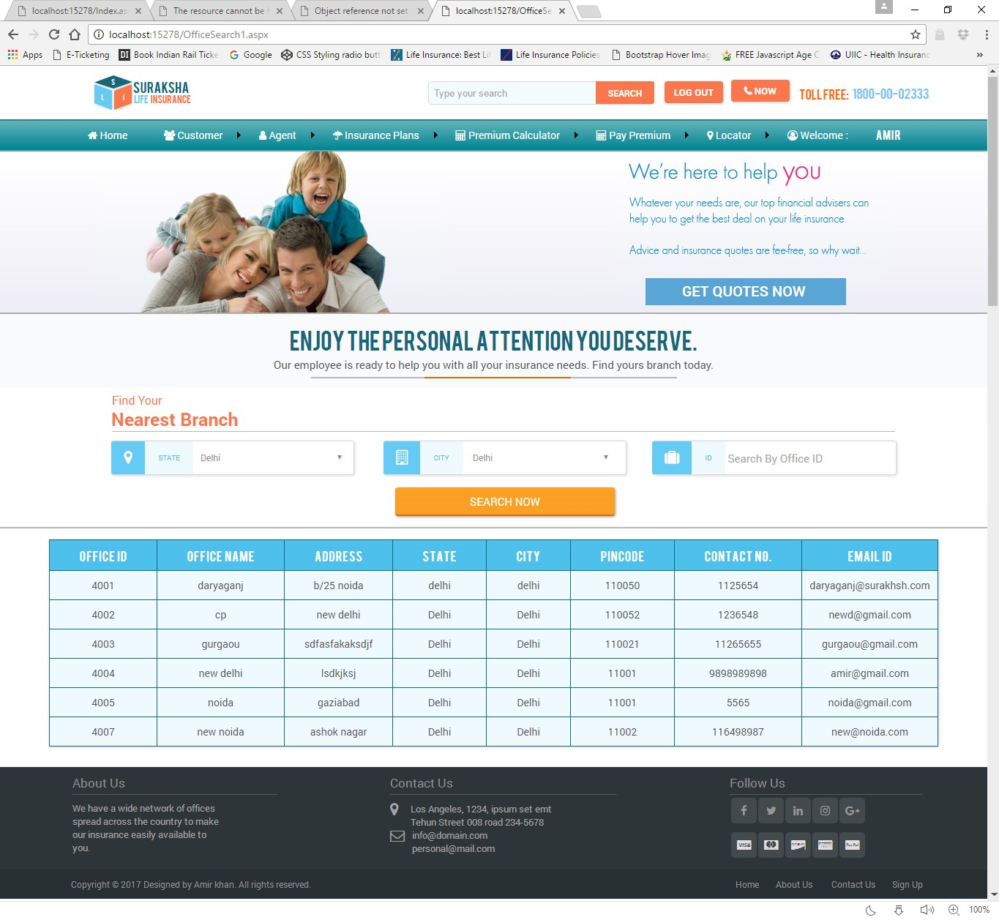 localhost:15278/Index.as
The resource cannot be f
Object reference not set
localhost:15278/OfficeSe
localhost:15278/OfficeSearch1.aspx
Apps E-Ticketing Book Indian Rail Ticke Google CSS Styling radio butt Life Insurance: Best Lif Life Insurance Policies Bootstrap Hover Imag FREE Javascript Age C UIIC - Health Insuranc »
S L I
SURAKSHA
LIFE INSURANCE
Type your search SEARCH LOG OUT NOW TOLL FREE: 1800-00-02333
Home Customer Agent Insurance Plans Premium Calculator Pay Premium Locator Welcome : AMIR
We're here to help you
Whatever your needs are, our top financial advisers can
help you to get the best deal on your life insurance.
Advice and insurance quotes are fee-free, so why wait...
GET QUOTES NOW
ENJOY THE PERSONAL ATTENTION YOU DESERVE.
Our employee is ready to help you with all your insurance needs. Find yours branch today.
Find Your
Nearest Branch
STATE Delhi CITY Delhi ID Search By Office ID
SEARCH NOW
OFFICE ID OFFICE NAME ADDRESS STATE CITY PINCODE CONTACT NO. EMAIL ID
4001 daryaganj b/25 noida delhi delhi 110050 1125654 daryaganj@surakhsh.com
4002 cp new delhi Delhi Delhi 110052 1236548 newd@gmail.com
4003 gurgaou sdfasfakaksdjf Delhi Delhi 110021 11265655 gurgaou@gmail.com
4004 new delhi lsdkjksj Delhi Delhi 11001 9898989898 amir@gmail.com
4005 noida gaziabad Delhi Delhi 11001 5565 noida@gmail.com
4007 new noida ashok nagar Delhi Delhi 11002 116498987 new@noida.com
About Us
We have a wide network of offices
spread across the country to make
our insurance easily available to
you.
Contact Us
Los Angeles, 1234, ipsum set emt
Tehun Street 008 road 234-5678
info@domain.com
personal@mail.com
Follow Us
VISA PayPal
Copyright © 2017 Designed by Amir khan. All rights reserved.
Home About Us Contact Us Sign Up
100%